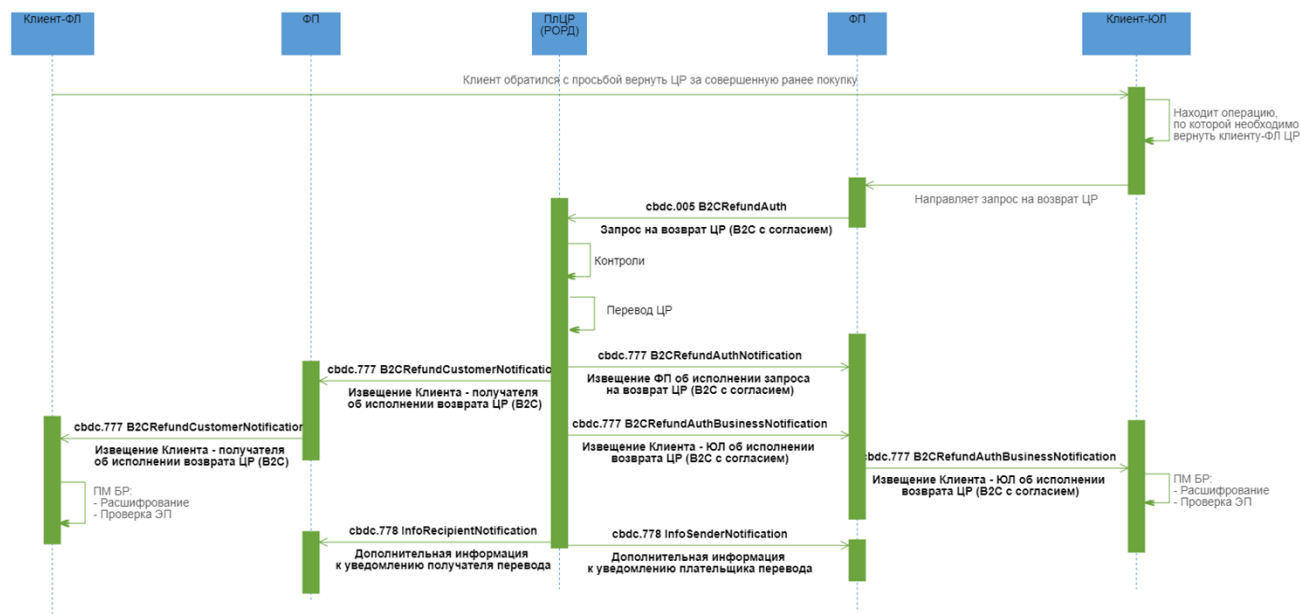 Клиент-ФЛ
ФП
ПлЦР
(РОРД)
ФП
Клиент-ЮЛ
Клиент обратился с просьбой вернуть ЦР за совершенную ранее покупку
Находит операцию,
по которой необходимо
вернуть клиенту-ФЛ ЦР
Направляет запрос на возврат ЦР
cbdc.005 B2CRefundAuth
Запрос на возврат ЦР (B2C с согласием)
Контроли
Перевод ЦР
cbdc.777 B2CRefundAuthNotification
Извещение ФП об исполнении запроса
на возврат ЦР (B2C с согласием)
cbdc.777 B2CRefundCustomerNotificatio
Извещение Клиента - получателя
об исполнении возврата ЦР (B2C)
cbdc.777 B2CRefundCustomerNotification
Извещение Клиента - получателя
об исполнении возврата ЦР (B2C)
cbdc.777 B2CRefundAuthBusinessNotification
Извещение Клиента - ЮЛ об исполнении
возврата ЦР (B2C с согласием)
cbdc.777 B2CRefundAuthBusinessNotification
Извещение Клиента - ЮЛ об исполнении
возврата ЦР (B2C с согласием)
ПМ БР:
- Расшифрование
- Проверка ЭП
ПМ БР:
- Расшифрование
- Проверка ЭП
cbdc.778 InfoRecipientNotification
Дополнительная информация
к уведомлению получателя перевода
cbdc.778 InfoSenderNotification
Дополнительная информация
к уведомлению плательщика перевода